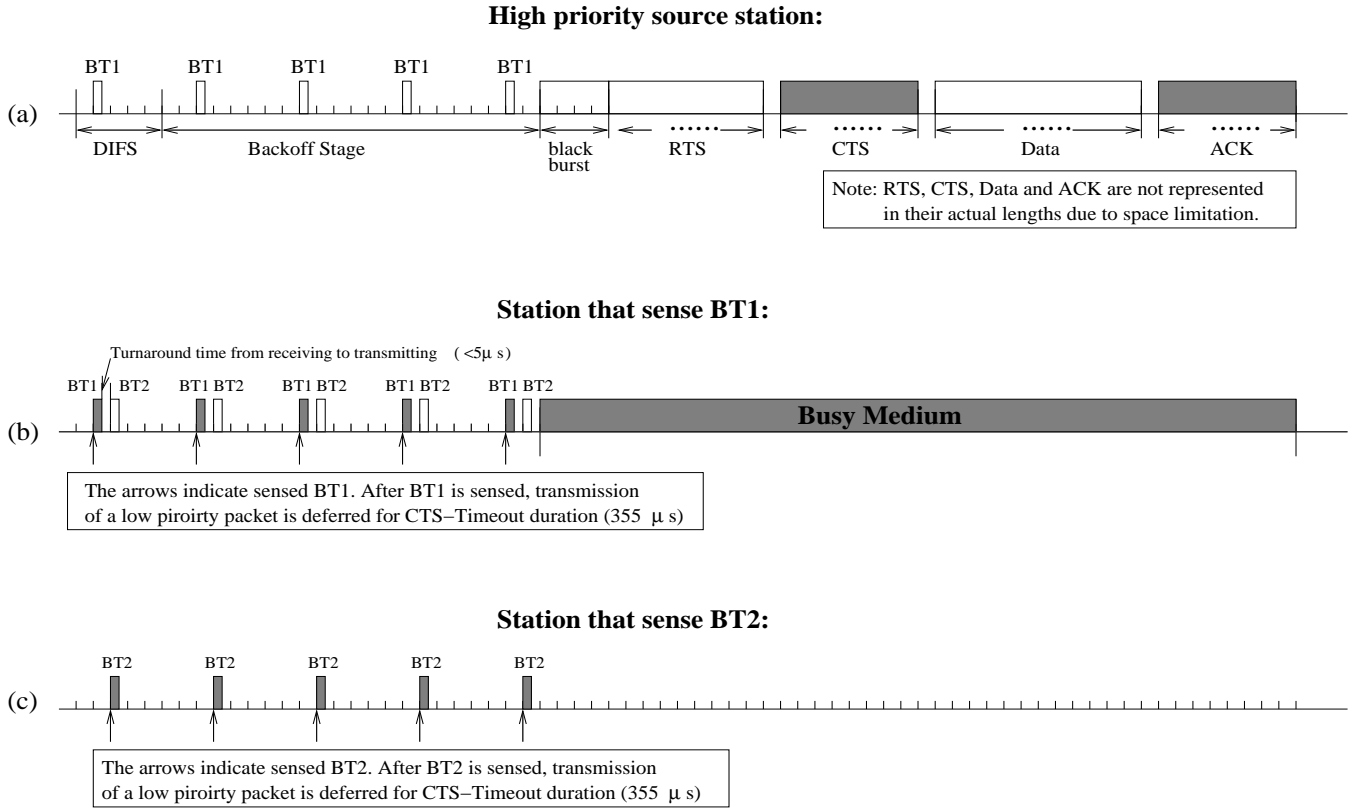 High priority source station:
BT1 BT1 BT1 BT1 BT1
(a)
DIFS Backoff Stage black burst RTS CTS Data ACK
Note: RTS, CTS, Data and ACK are not represented
in their actual lengths due to space limitation.
Station that sense BT1:
Turnaround time from receiving to transmitting ( <5μ s)
BT1 BT2 BT1 BT2 BT1 BT2 BT1 BT2 BT1 BT2
(b)
Busy Medium
The arrows indicate sensed BT1. After BT1 is sensed, transmission
of a low piroirty packet is deferred for CTS−Timeout duration (355 μ s)
Station that sense BT2:
BT2 BT2 BT2 BT2 BT2
(c)
The arrows indicate sensed BT2. After BT2 is sensed, transmission
of a low piroirty packet is deferred for CTS−Timeout duration (355 μ s)